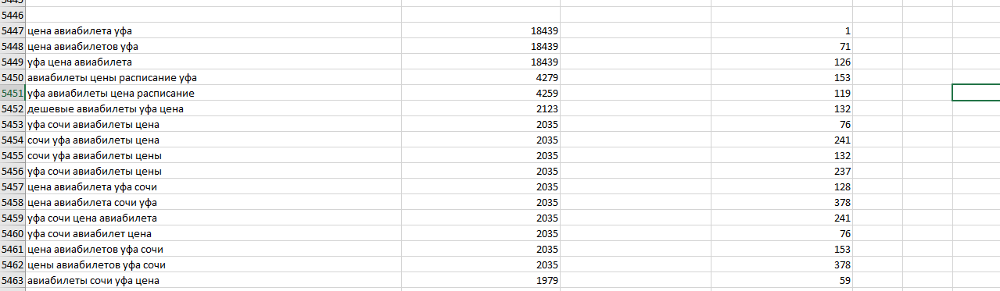 5445
5446
5447 цена авиабилета уфа 18439 1
5448 цена авиабилетов уфа 18439 71
5449 уфа цена авиабилета 18439 126
5450 авиабилеты цены расписание уфа 4279 153
5451 уфа авиабилеты цена расписание 4259 119
5452 дешевые авиабилеты уфа цена 2123 132
5453 уфа сочи авиабилеты цена 2035 76
5454 сочи уфа авиабилеты цена 2035 241
5455 сочи уфа авиабилеты цены 2035 132
5456 уфа сочи авиабилеты цены 2035 237
5457 цена авиабилета уфа сочи 2035 128
5458 цена авиабилета сочи уфа 2035 378
5459 уфа сочи цена авиабилета 2035 241
5460 уфа сочи авиабилет цена 2035 76
5461 цена авиабилетов уфа сочи 2035 153
5462 цены авиабилетов уфа сочи 2035 378
5463 авиабилеты сочи уфа цена 1979 59